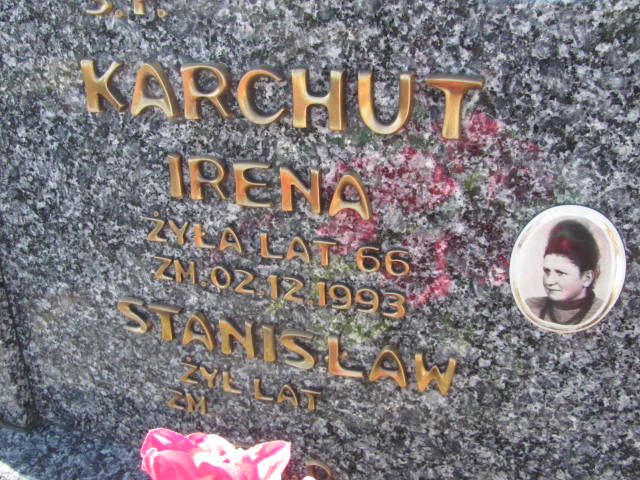 Ś.P.
KARCHUT
IRENA
ŻYŁA LAT 66
ZM. 02.12.1993
STANISŁAW
ŻYŁ LAT
ZM.